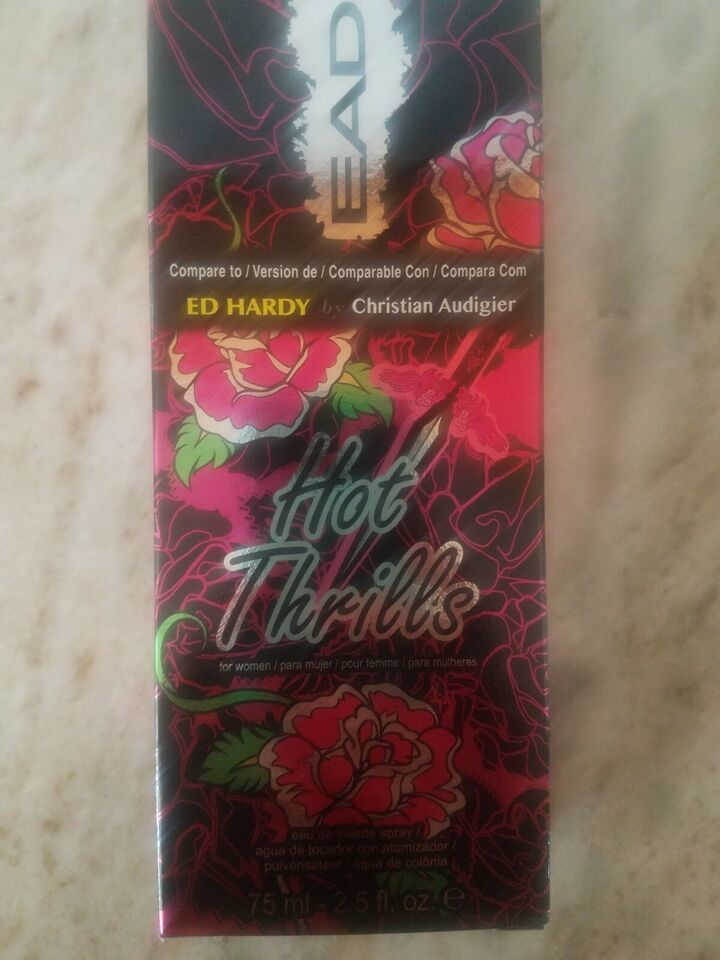 EAD
Compare to / Version de / Comparable Con / Compara Com
ED HARDY by Christian Audigier
Hot
Thrills
for women / para mujer / pour femme / para mulheres
eau de toilette spray /
agua de tocador con atomizador /
pulvérisateur / agua de colônia
75 ml - 2.5 fl. oz. ℮